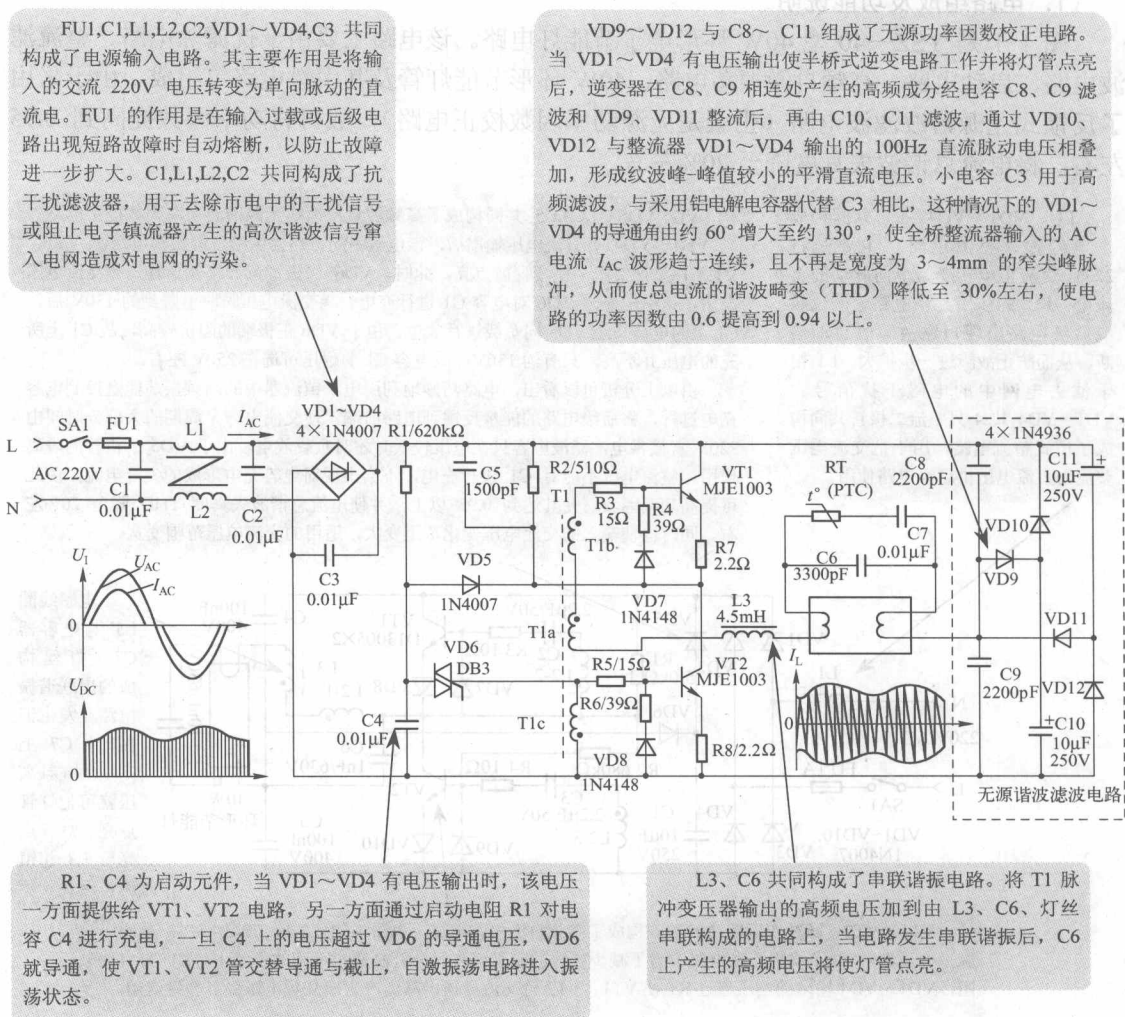 FU1,C1,L1,L2,C2,VD1～VD4,C3 共同
构成了电源输入电路。其主要作用是将输
入的交流 220V 电压转变为单向脉动的直
流电。FU1 的作用是在输入过载或后级电
路出现短路故障时自动熔断，以防止故障
进一步扩大。C1,L1,L2,C2 共同构成了抗
干扰滤波器，用于去除市电中的干扰信号
或阻止电子镇流器产生的高次谐波信号窜
入电网造成对电网的污染。
VD9～VD12 与 C8～ C11 组成了无源功率因数校正电路。
当 VD1～VD4 有电压输出使半桥式逆变电路工作并将灯管点亮
后，逆变器在 C8、C9 相连处产生的高频成分经电容 C8、C9 滤
波和 VD9、VD11 整流后，再由 C10、C11 滤波，通过 VD10、
VD12 与整流器 VD1～VD4 输出的 100Hz 直流脉动电压相叠
加，形成纹波峰-峰值较小的平滑直流电压。小电容 C3 用于高
频滤波，与采用铝电解电容器代替 C3 相比，这种情况下的 VD1～
VD4 的导通角由约 60°增大至约 130°，使全桥整流器输入的 AC
电流 IAC 波形趋于连续，且不再是宽度为 3～4mm 的窄尖峰脉
冲，从而使总电流的谐波畸变（THD）降低至 30%左右，使电
路的功率因数由 0.6 提高到 0.94 以上。
L
SA1
FU1
L1
IAC
AC 220V
C1
0.01μF
L2
C2
0.01μF
N
VD1~VD4
4×1N4007
R1/620kΩ
C3
0.01μF
C5
1500pF
R2/510Ω
T1
T1b
R3
15Ω
R4
39Ω
VT1
MJE1003
R7
2.2Ω
VD5
1N4007
VD7
1N4148
T1a
L3
4.5mH
VD6
DB3
C4
0.01μF
T1c
R5/15Ω
R6/39Ω
VT2
MJE1003
VD8
1N4148
R8/2.2Ω
RT
t° (PTC)
C7
0.01μF
C6
3300pF
4×1N4936
C8
2200pF
C11
10μF
250V
VD10
VD9
VD11
C9
2200pF
VD12
C10
10μF
250V
无源谐波滤波电路
UI
UAC
IAC
0
UDC
0
IL
0
R1、C4 为启动元件，当 VD1～VD4 有电压输出时，该电压
一方面提供给 VT1、VT2 电路，另一方面通过启动电阻 R1 对电
容 C4 进行充电，一旦 C4 上的电压超过 VD6 的导通电压，VD6
就导通，使 VT1、VT2 管交替导通与截止，自激振荡电路进入振
荡状态。
L3、C6 共同构成了串联谐振电路。将 T1 脉
冲变压器输出的高频电压加到由 L3、C6、灯丝
串联构成的电路上，当电路发生串联谐振后，C6
上产生的高频电压将使灯管点亮。